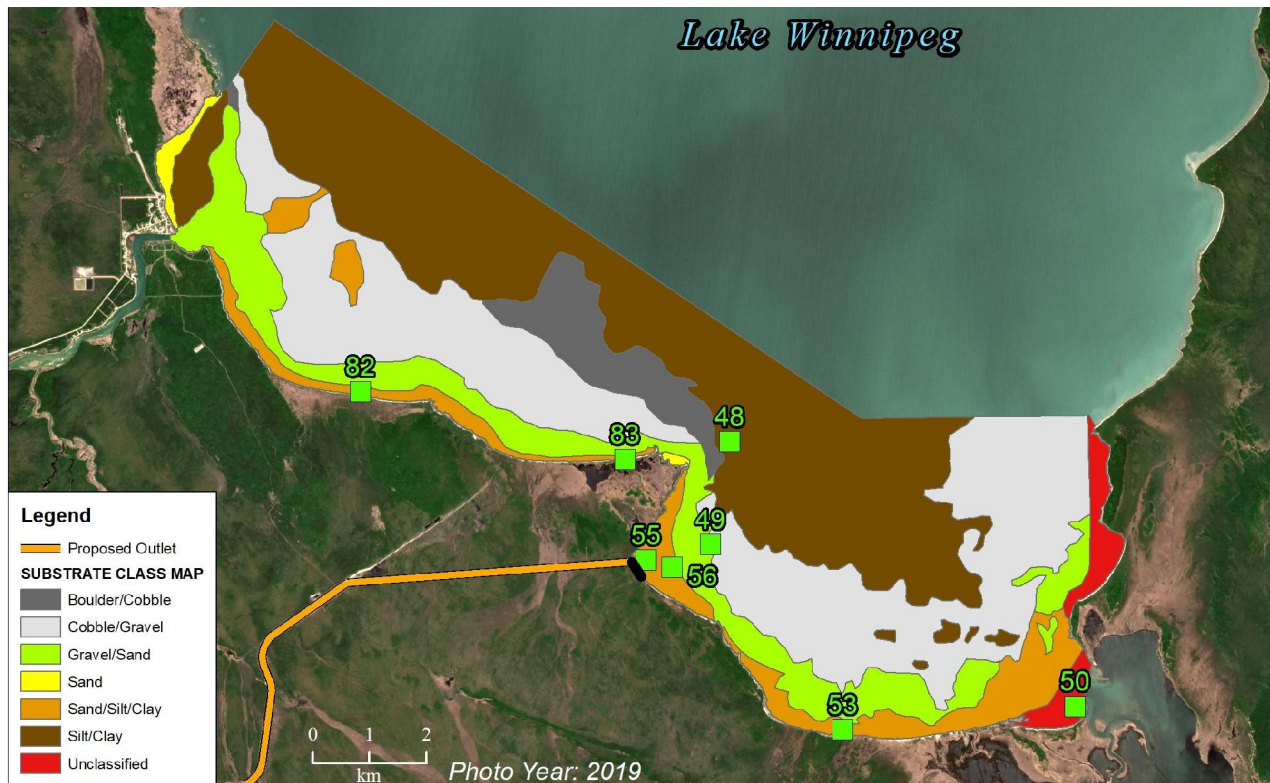 Lake Winnipeg
82
83
48
49
55
56
53
50
Legend
Proposed Outlet
SUBSTRATE CLASS MAP
Boulder/Cobble
Cobble/Gravel
Gravel/Sand
Sand
Sand/Silt/Clay
Silt/Clay
Unclassified
0 1 2
km
Photo Year: 2019